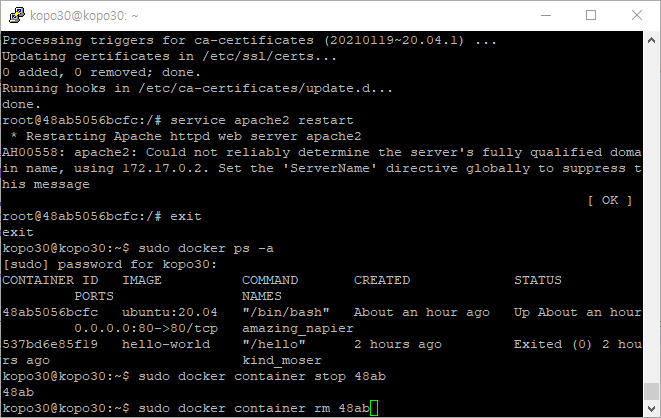 kopo30@kopo30: ~
Processing triggers for ca-certificates (20210119~20.04.1) ...
Updating certificates in /etc/ssl/certs...
0 added, 0 removed; done.
Running hooks in /etc/ca-certificates/update.d...
done.
root@48ab5056bcfc:/# service apache2 restart
 * Restarting Apache httpd web server apache2
AH00558: apache2: Could not reliably determine the server's fully qualified doma
in name, using 172.17.0.2. Set the 'ServerName' directive globally to suppress t
his message
[ OK ]
root@48ab5056bcfc:/# exit
exit
kopo30@kopo30:~$ sudo docker ps -a
[sudo] password for kopo30:
CONTAINER ID   IMAGE          COMMAND       CREATED             STATUS
         PORTS                NAMES
48ab5056bcfc   ubuntu:20.04   "/bin/bash"   About an hour ago   Up About an hour
         0.0.0.0:80->80/tcp   amazing_napier
537bd6e85f19   hello-world    "/hello"      2 hours ago         Exited (0) 2 hou
rs ago                        kind_moser
kopo30@kopo30:~$ sudo docker container stop 48ab
48ab
kopo30@kopo30:~$ sudo docker container rm 48ab